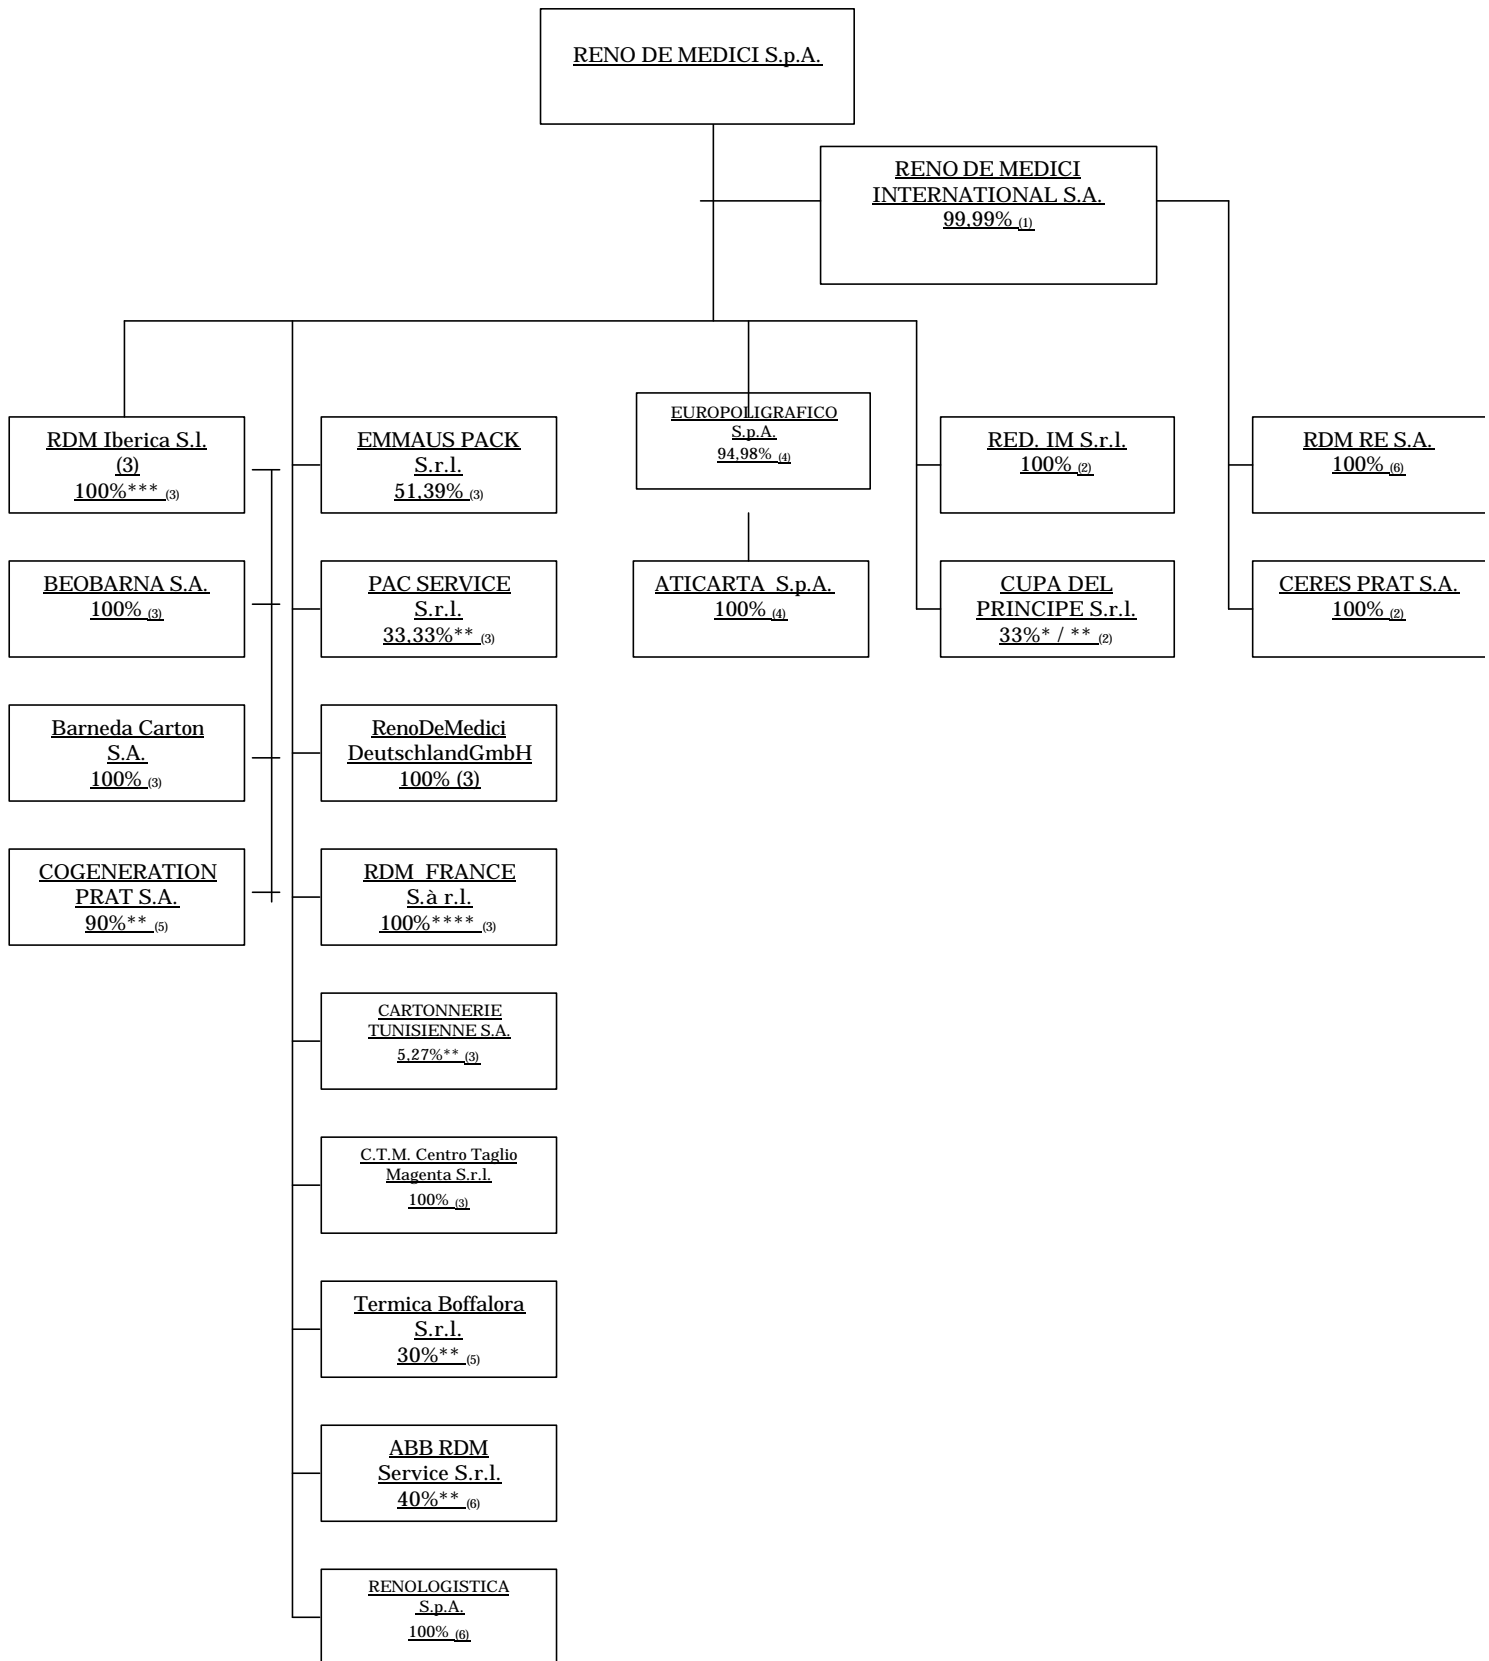 RENO DE MEDICI S.p.A.
RENO DE MEDICI
INTERNATIONAL S.A.
99,99% (1)
RDM Iberica S.l.
(3)
100%*** (3)
EMMAUS PACK
S.r.l.
51,39% (3)
EUROPOLIGRAFICO
S.p.A.
94,98% (4)
RED. IM S.r.l.
100% (2)
RDM RE S.A.
100% (6)
BEOBARNA S.A.
100% (3)
PAC SERVICE
S.r.l.
33,33%** (3)
ATICARTA S.p.A.
100% (4)
CUPA DEL
PRINCIPE S.r.l.
33%* / ** (2)
CERES PRAT S.A.
100% (2)
Barneda Carton
S.A.
100% (3)
RenoDeMedici
DeutschlandGmbH
100% (3)
COGENERATION
PRAT S.A.
90%** (5)
RDM FRANCE
S.à r.l.
100%**** (3)
CARTONNERIE
TUNISIENNE S.A.
5,27%** (3)
C.T.M. Centro Taglio
Magenta S.r.l.
100% (3)
Termica Boffalora
S.r.l.
30%** (5)
ABB RDM
Service S.r.l.
40%** (6)
RENOLOGISTICA
S.p.A.
100% (6)